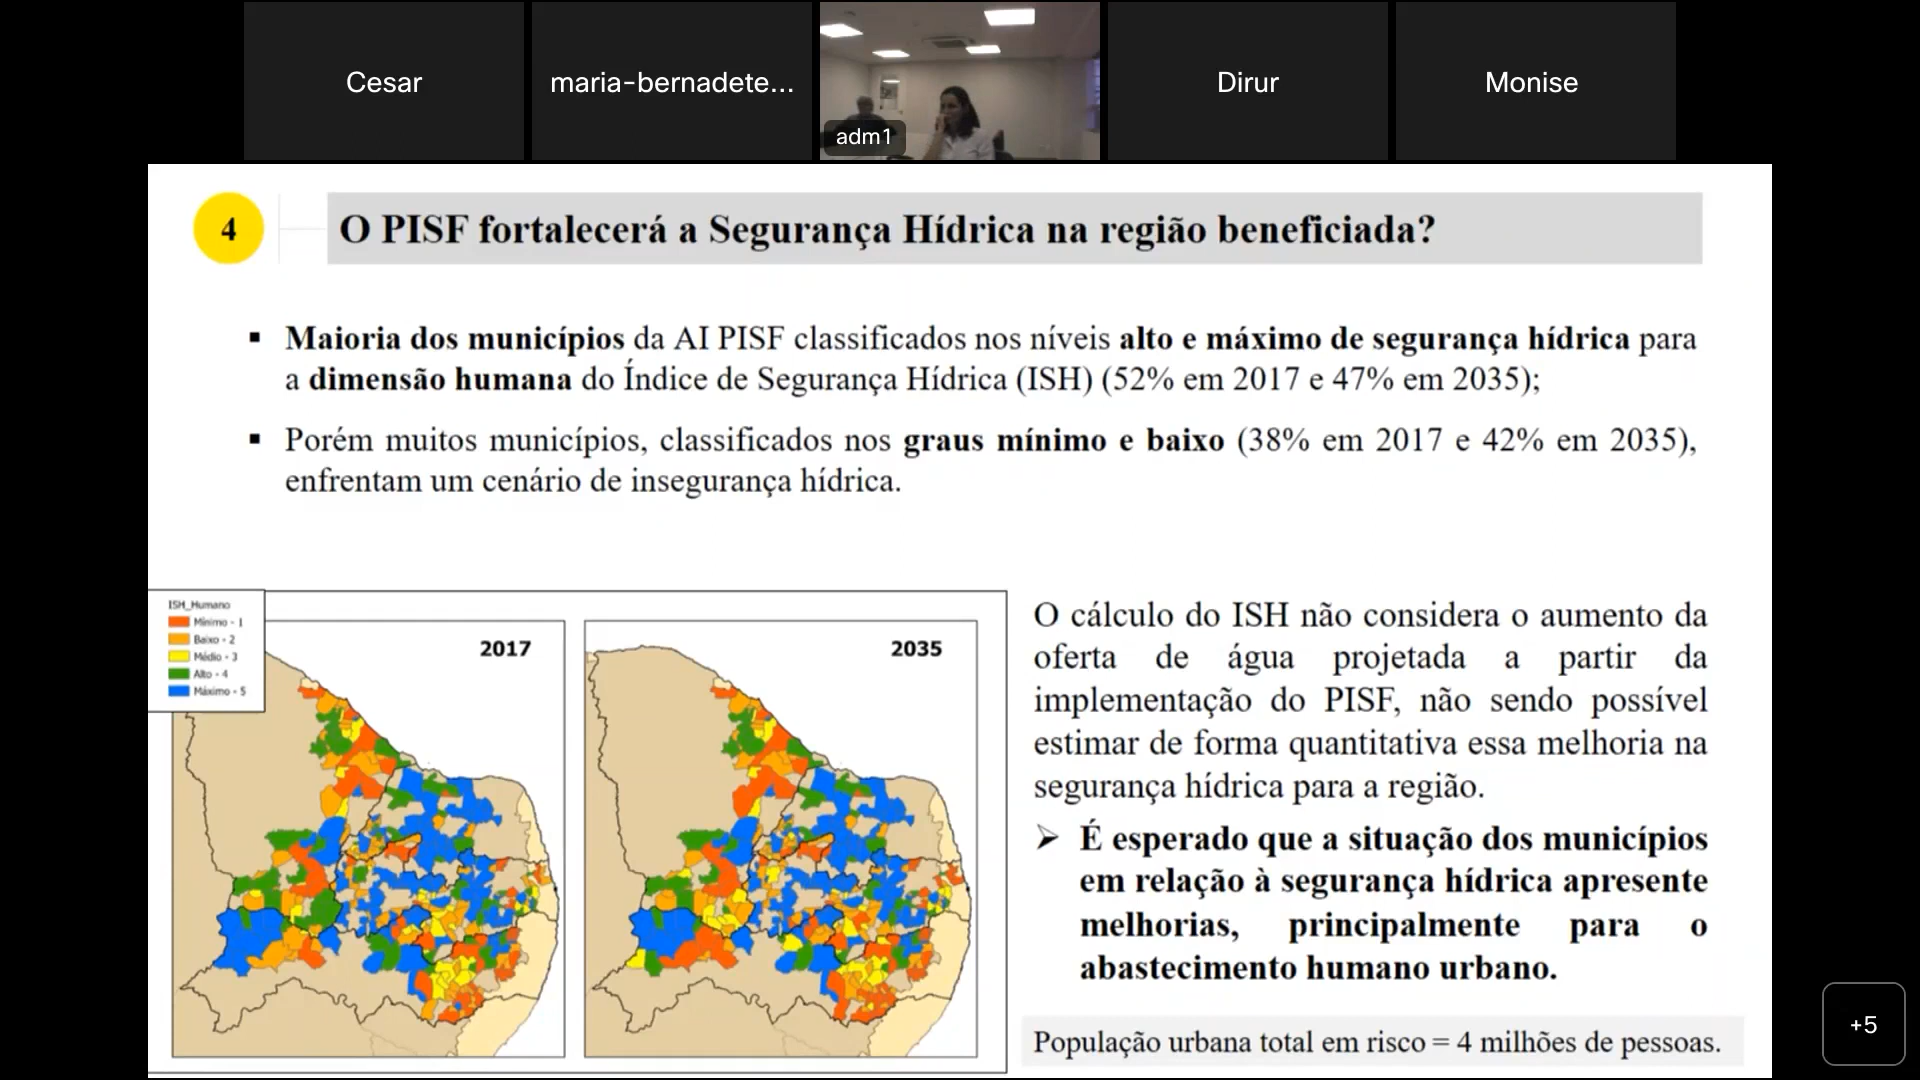 Cesar
maria-bernadete...
adm1
Dirur
Monise
4
O PISF fortalecerá a Segurança Hídrica na região beneficiada?
▪ Maioria dos municípios da AI PISF classificados nos níveis alto e máximo de segurança hídrica para
a dimensão humana do Índice de Segurança Hídrica (ISH) (52% em 2017 e 47% em 2035);
▪ Porém muitos municípios, classificados nos graus mínimo e baixo (38% em 2017 e 42% em 2035),
enfrentam um cenário de insegurança hídrica.
ISH_Humano
Mínimo - 1
Baixo - 2
Médio - 3
Alto - 4
Máximo - 5
2017
2035
O cálculo do ISH não considera o aumento da
oferta de água projetada a partir da
implementação do PISF, não sendo possível
estimar de forma quantitativa essa melhoria na
segurança hídrica para a região.
➢ É esperado que a situação dos municípios
em relação à segurança hídrica apresente
melhorias, principalmente para o
abastecimento humano urbano.
População urbana total em risco = 4 milhões de pessoas.
+5